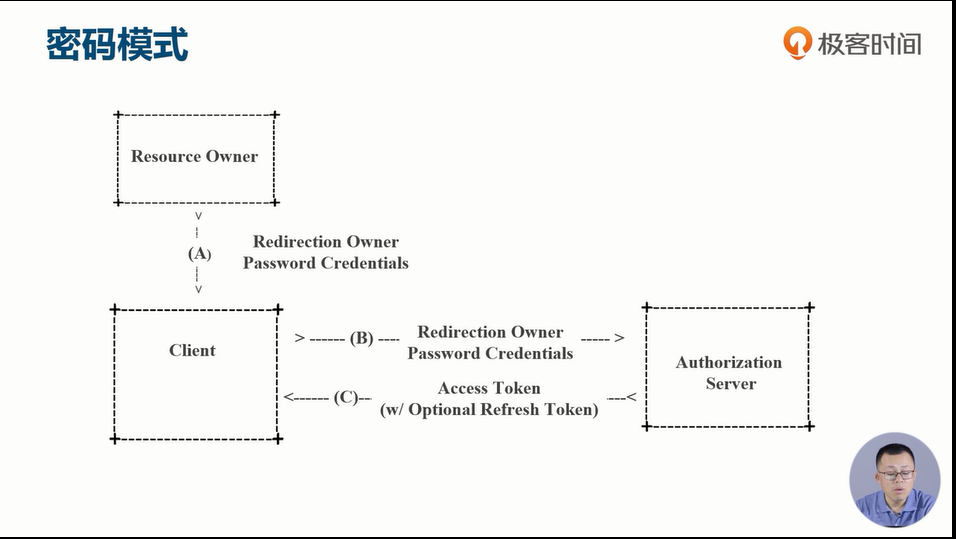 密码模式
极客时间
Resource Owner
(A)
Redirection Owner
Password Credentials
Client
(B)
Redirection Owner
Password Credentials
(C)
Access Token
(w/ Optional Refresh Token)
Authorization
Server